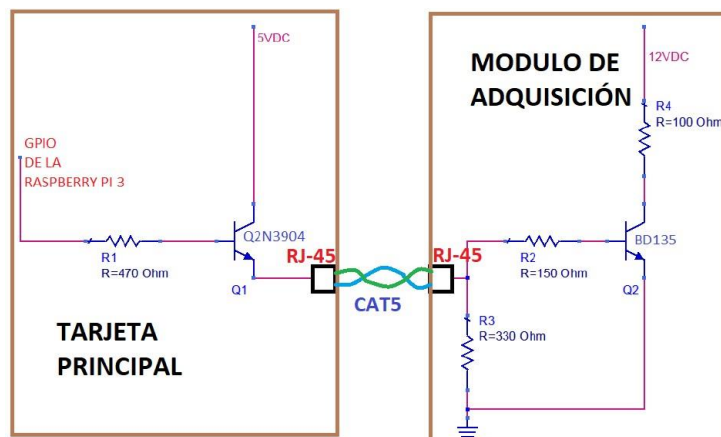 5VDC
GPIO
DE LA
RASPBERRY PI 3
R1
R=470 Ohm
Q2N3904
Q1
RJ-45
TARJETA
PRINCIPAL
CAT5
MODULO DE
ADQUISICIÓN
12VDC
R4
R=100 Ohm
RJ-45
R2
R=150 Ohm
BD135
Q2
R3
R=330 Ohm